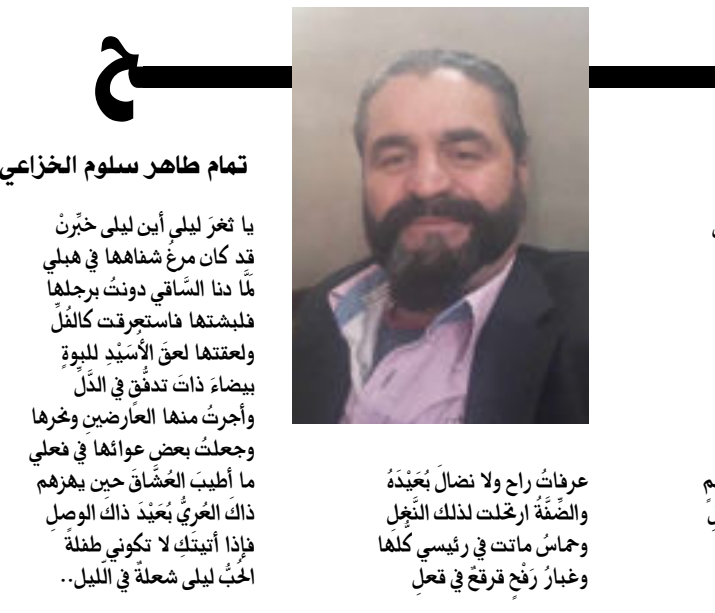 ح
تمام طاهر سلوم الخزاعي
عرفاتُ راح ولا نضالَ بُعَيْدَهُ
والضِّفَّةُ ارتحلت لذلك النَّغِلِ
وحماسُ ماتت في رئيسي كُلها
وغبارُ رَفْحٍ قرقعٌ في قعلِ
يا ثغرَ ليلى أين ليلى خبِّرنْ
قد كان مرغُ شفاهها في هبلي
لمَّا دنا السَّاقي دونتُ برجلها
فلبشتها فاستعرقت كالفُلِّ
ولعقتها لعقَ الأُسَيْدِ للبوةٍ
بيضاءَ ذاتَ تدفُّقٍ في الدَّلِّ
وأجرتُ منها العارضينِ ونحرها
وجعلتُ بعض عوائها في فعلي
ما أطيبَ العُشَّاقَ حين يهزهم
ذاكَ العُريُّ بُعَيْدَ ذاكَ الوصلِ
فإذا أتيتَكِ لا تكوني طفلةً
الحُبُّ ليلى شعلةٌ في الَّليل..